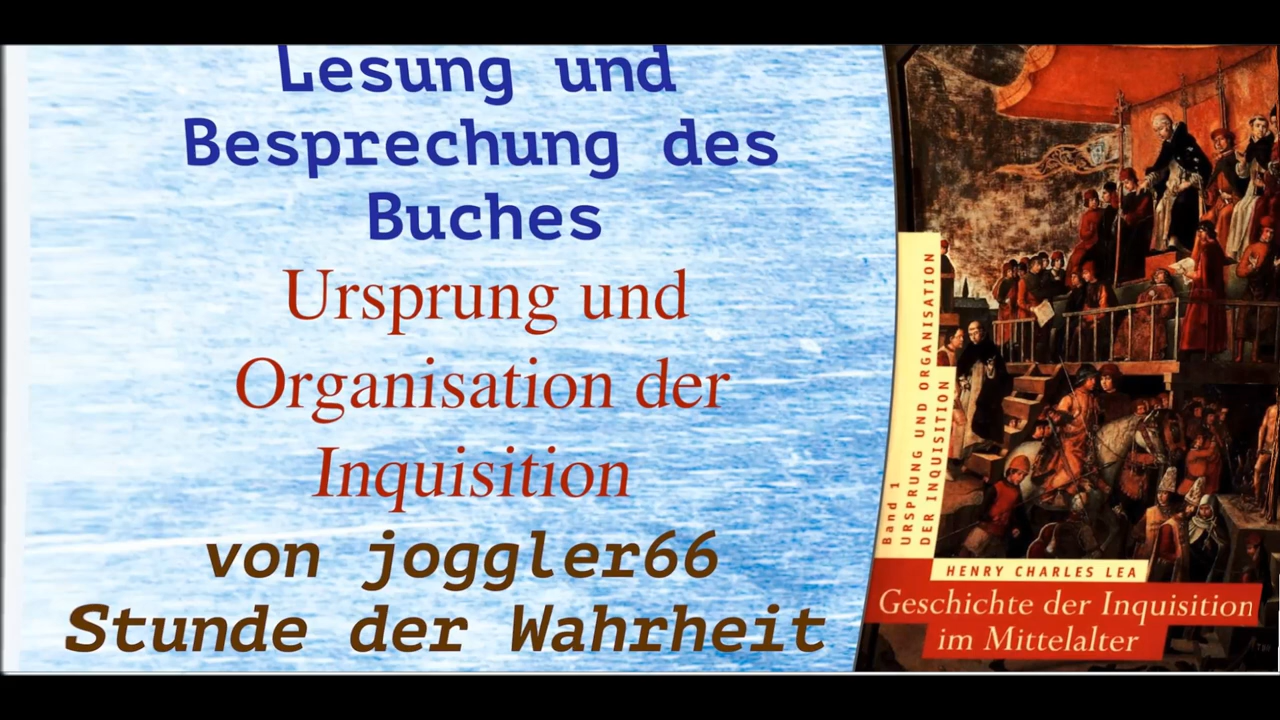 Lesung und
Besprechung des
Buches
Ursprung und
Organisation der
Inquisition
von joggler66
Stunde der Wahrheit
Band 1
URSPRUNG UND ORGANISATION
DER INQUISITION
HENRY CHARLES LEA
Geschichte der Inquisition
im Mittelalter